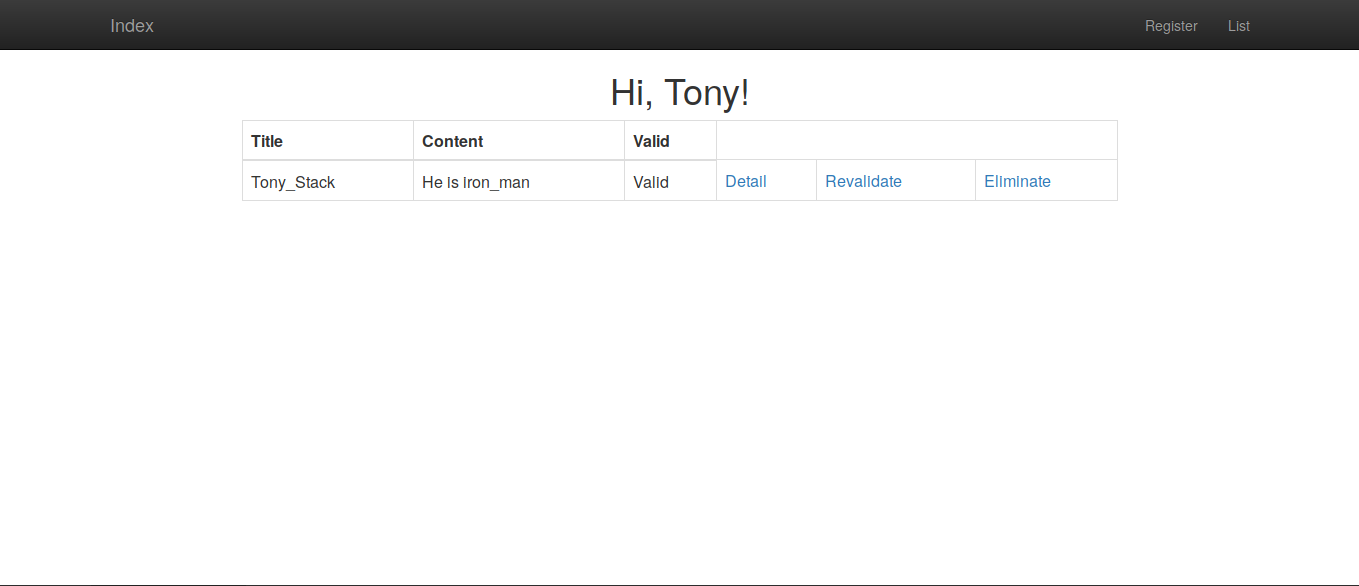 Index Register List
Hi, Tony!
Title Content Valid
Tony_Stack He is iron_man Valid Detail Revalidate Eliminate